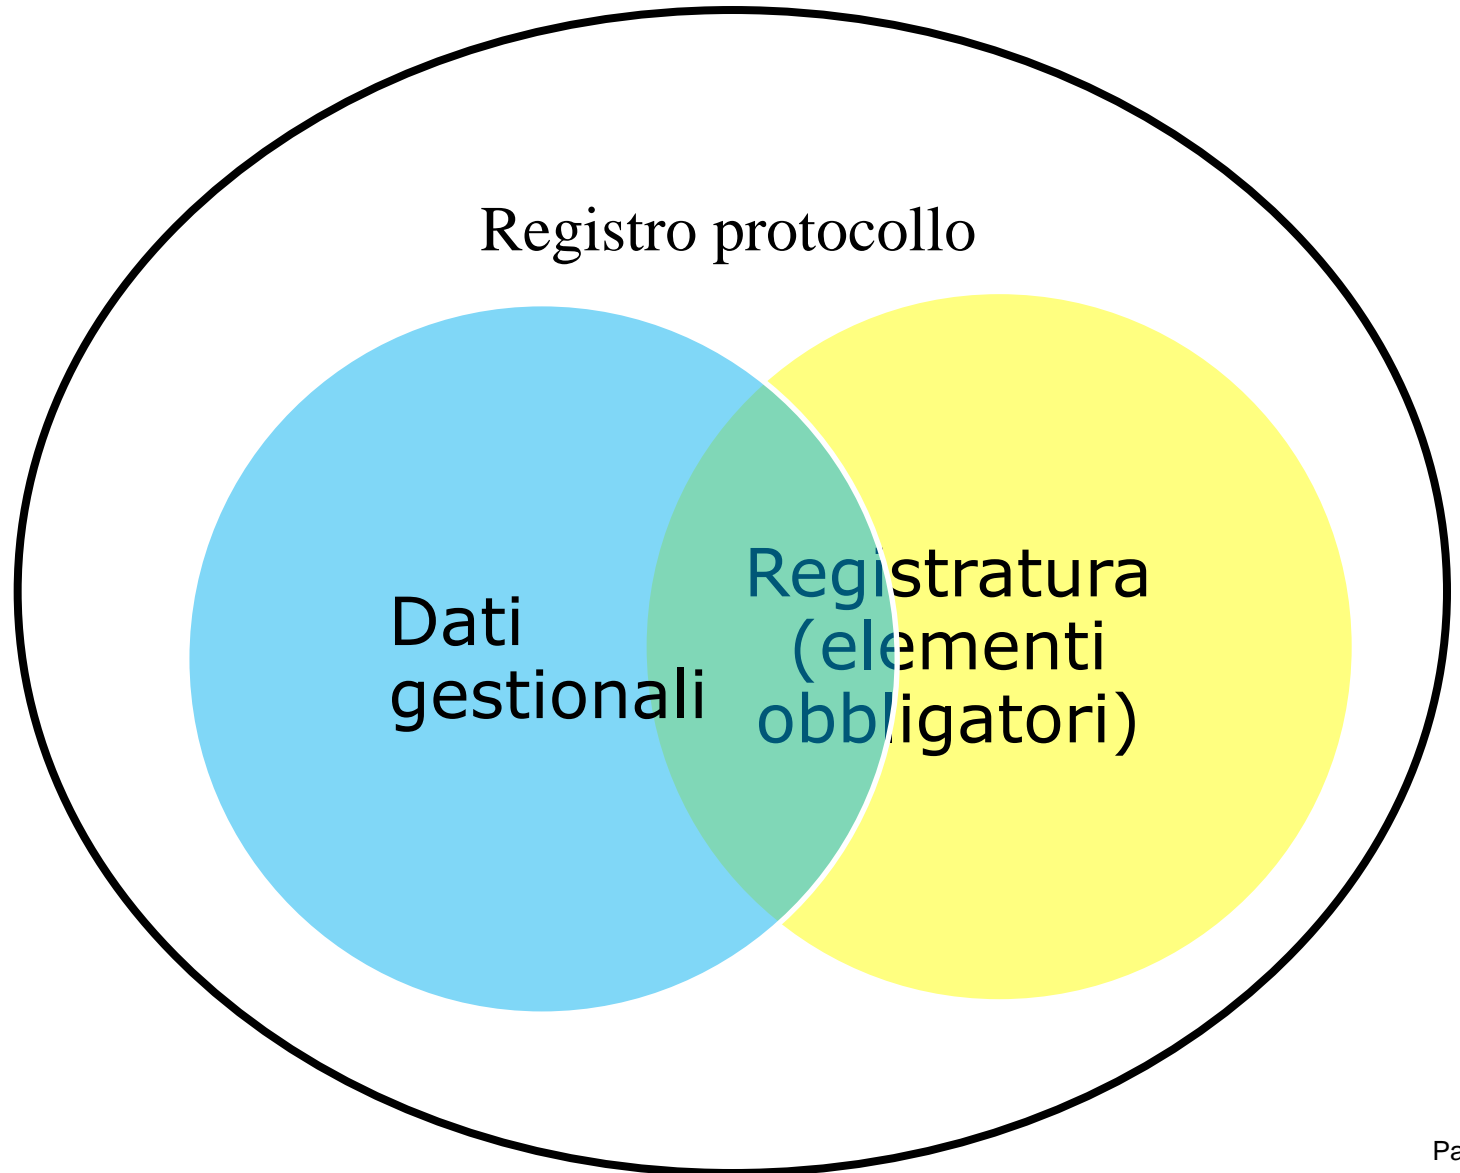 Registro protocollo
Dati
gestionali
Registratura
(elementi
obbligatori)
Pa